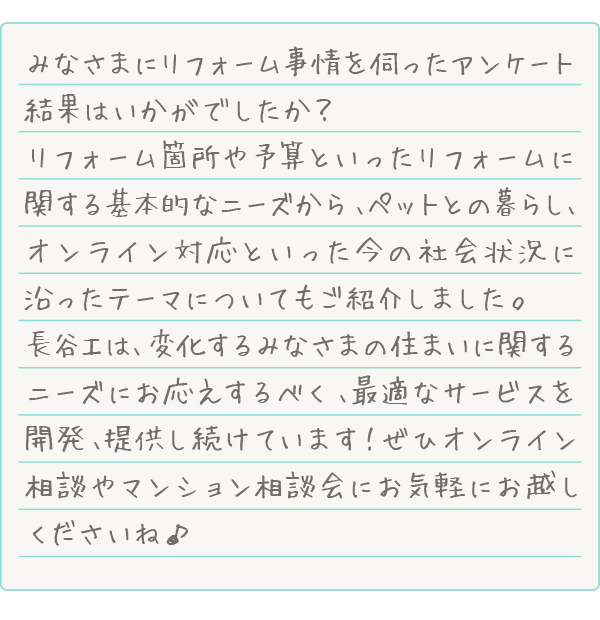 みなさまにリフォーム事情を伺ったアンケート
結果はいかがでしたか？
リフォーム箇所や予算といったリフォームに
関する基本的なニーズから、ペットとの暮らし、
オンライン対応といった今の社会状況に
沿ったテーマについてもご紹介しました。
長谷工は、変化するみなさまの住まいに関する
ニーズにお応えするべく、最適なサービスを
開発、提供し続けています！ぜひオンライン
相談やマンション相談会にお気軽にお越し
くださいね♪